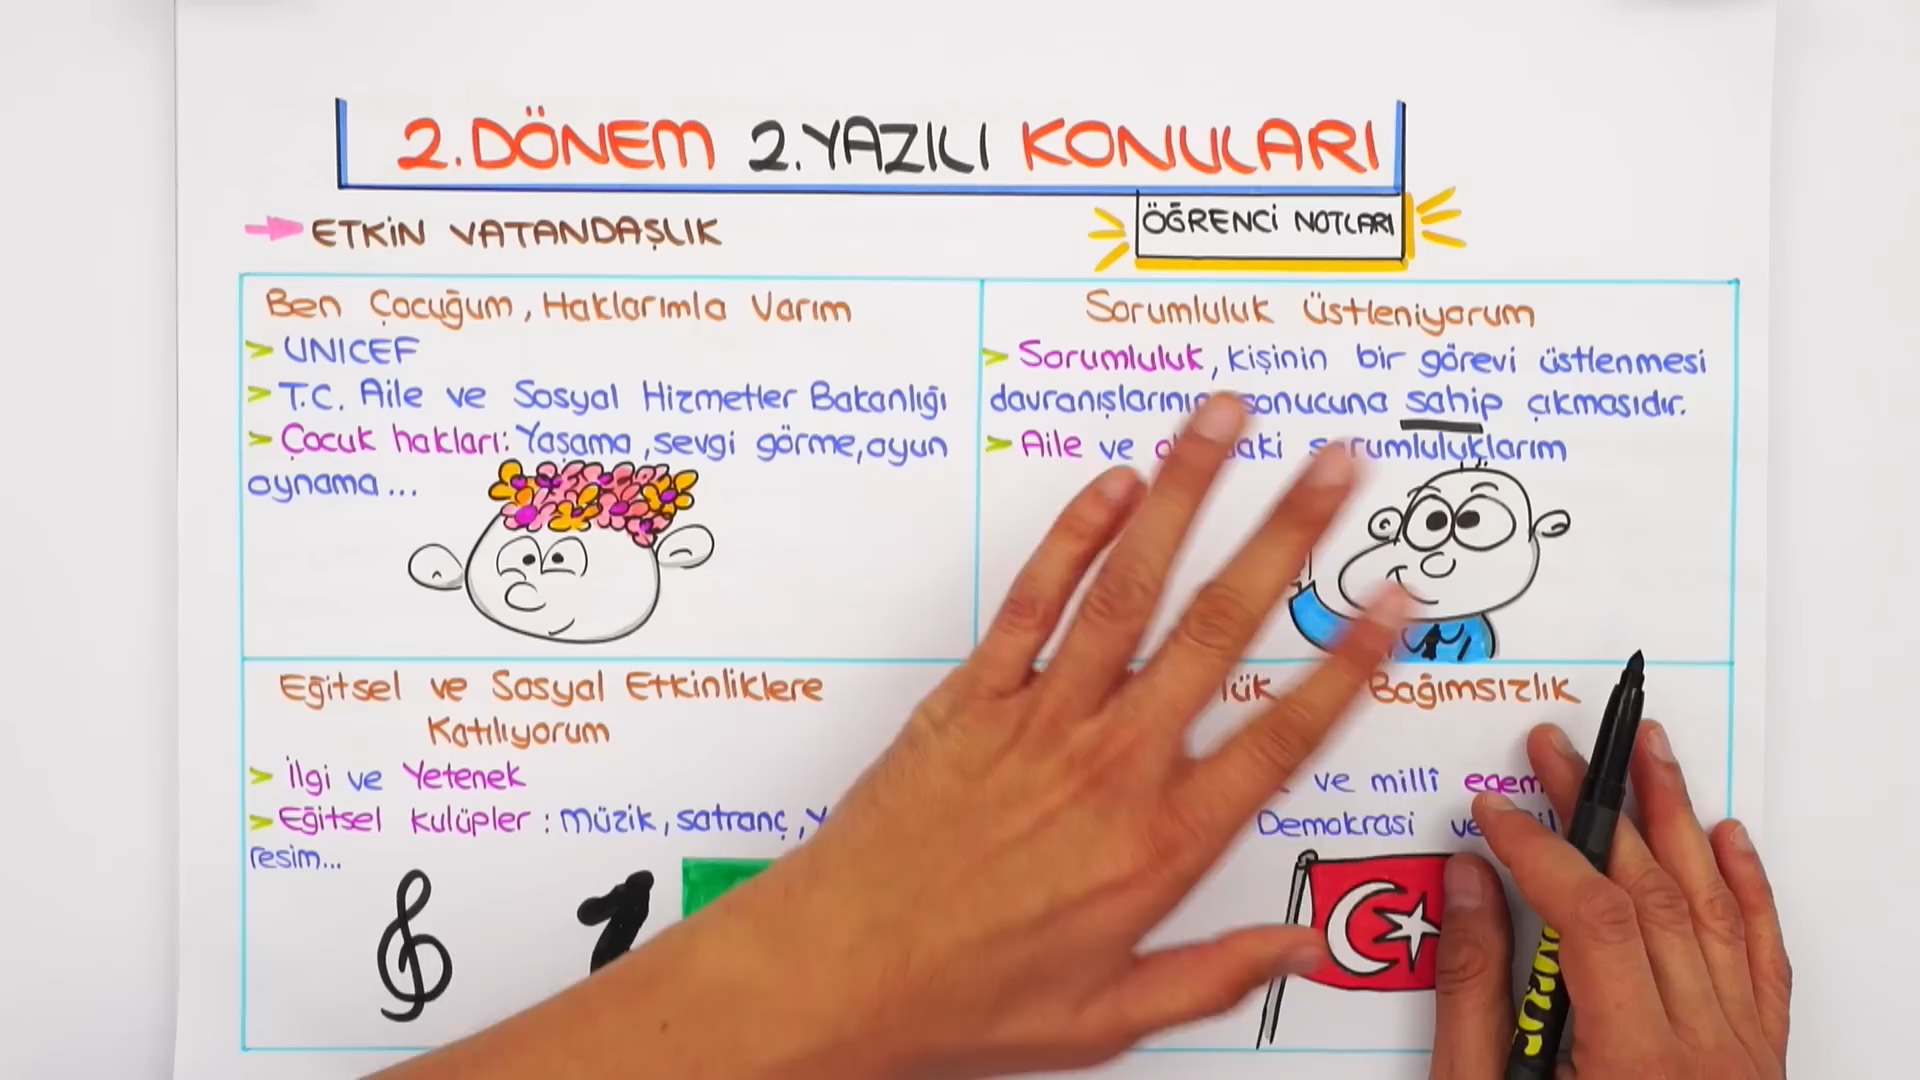 2.DÖNEM 2.YAZILI KONULARI
ÖĞRENCİ NOTLARI
ETKİN VATANDAŞLIK
Ben Çocuğum, Haklarımla Varım
> UNICEF
> T.C. Aile ve Sosyal Hizmetler Bakanlığı
> Çocuk hakları: Yaşama, sevgi görme, oyun
oynama...
Sorumluluk Üstleniyorum
> Sorumluluk, kişinin bir görevi üstlenmesi
davranışlarının sonucuna sahip çıkmasıdır.
> Aile ve sorumluluklarım
Eğitsel ve Sosyal Etkinliklere
Katılıyorum
> İlgi ve Yetenek
> Eğitsel kulüpler: müzik, satranç,
resim...
Bağımsızlık
ve millî
Demokrasi